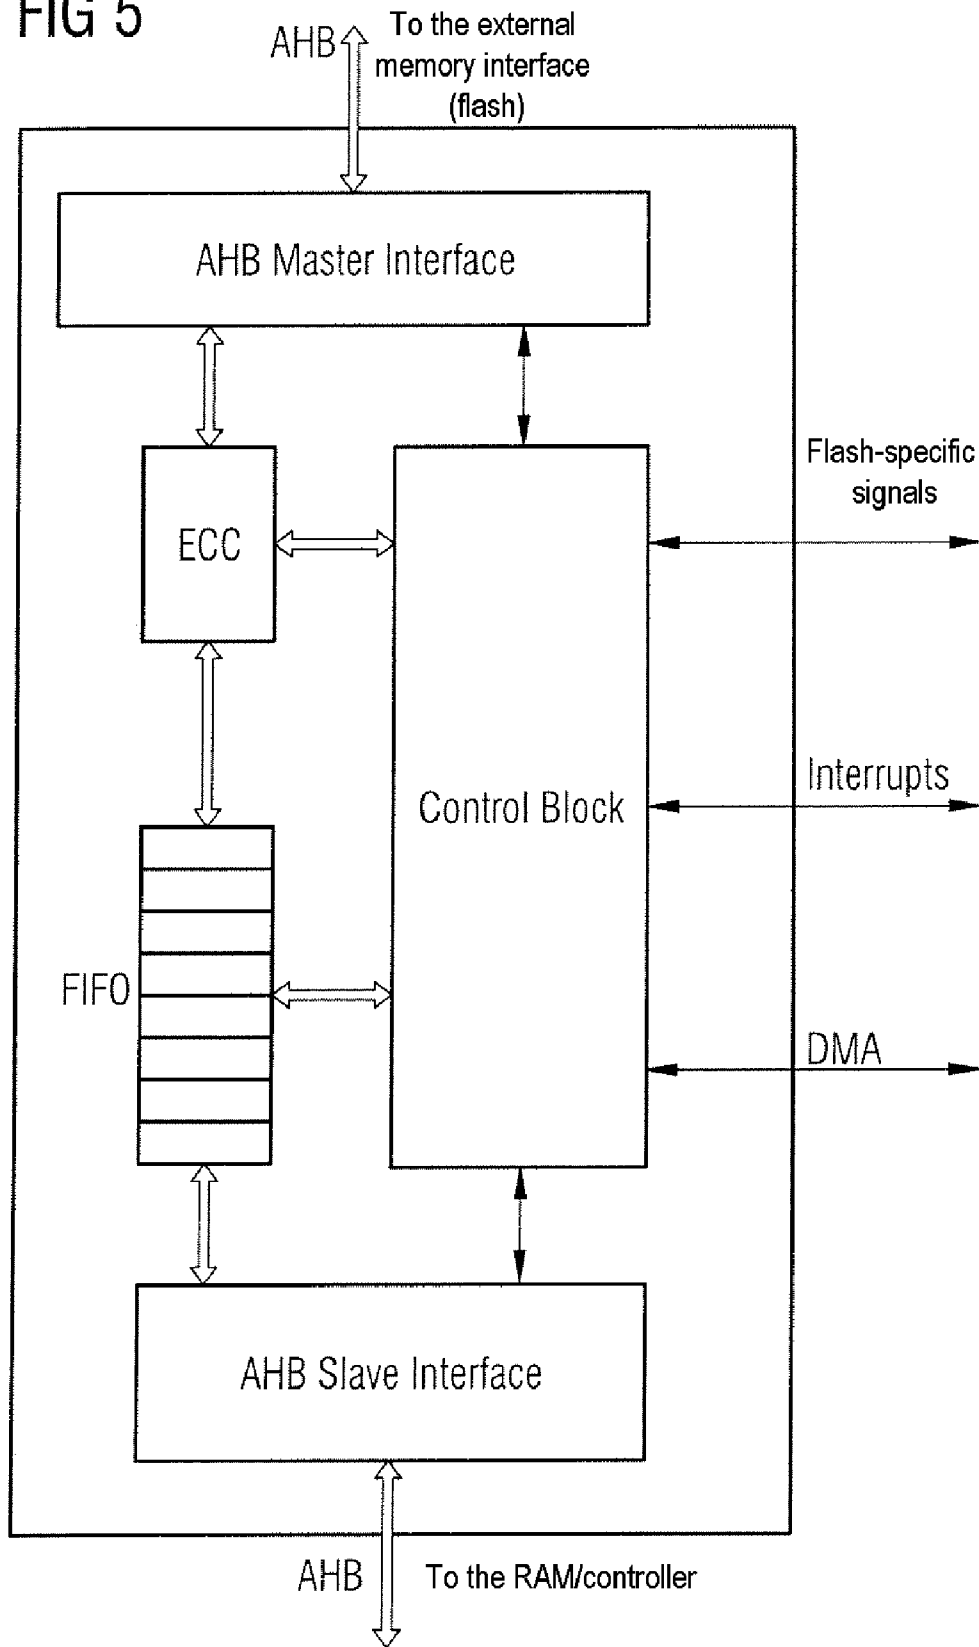 FIG 5
AHB
To the external
memory interface
(flash)
AHB Master Interface
Flash-specific
signals
ECC
Interrupts
Control Block
FIFO
DMA
AHB Slave Interface
AHB
To the RAM/controller